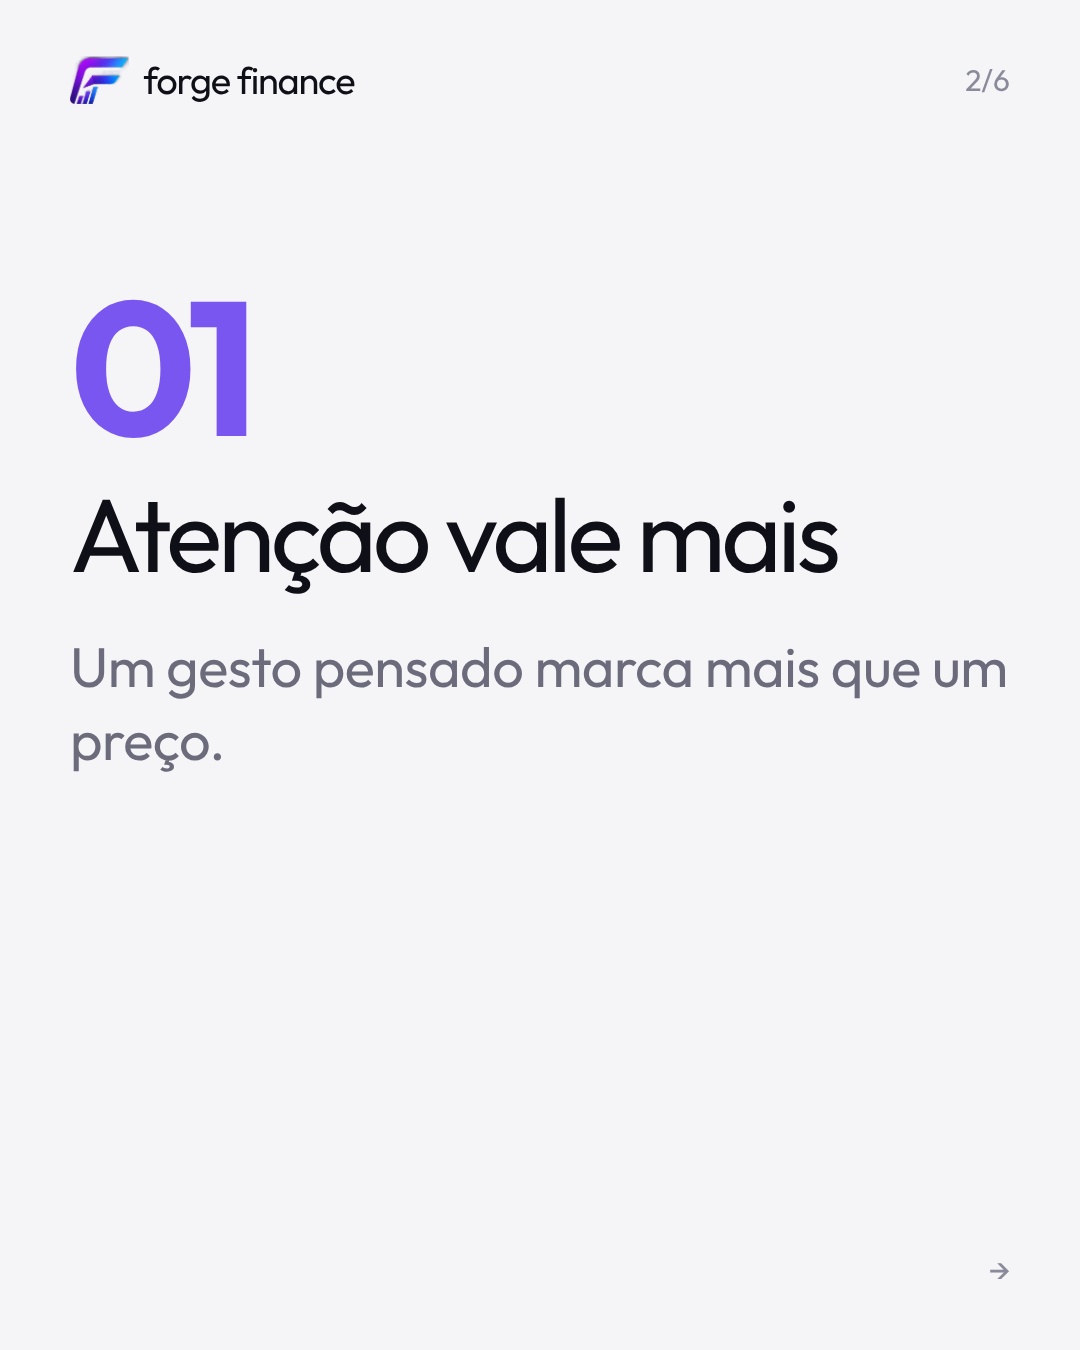 forge finance
2/6
01
Atenção vale mais
Um gesto pensado marca mais que um
preço.
→